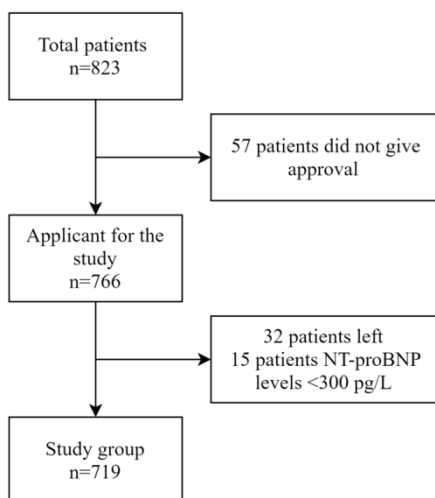 Total patients
n=823
57 patients did not give
approval
Applicant for the
study
n=766
32 patients left
15 patients NT-proBNP
levels <300 pg/L
Study group
n=719